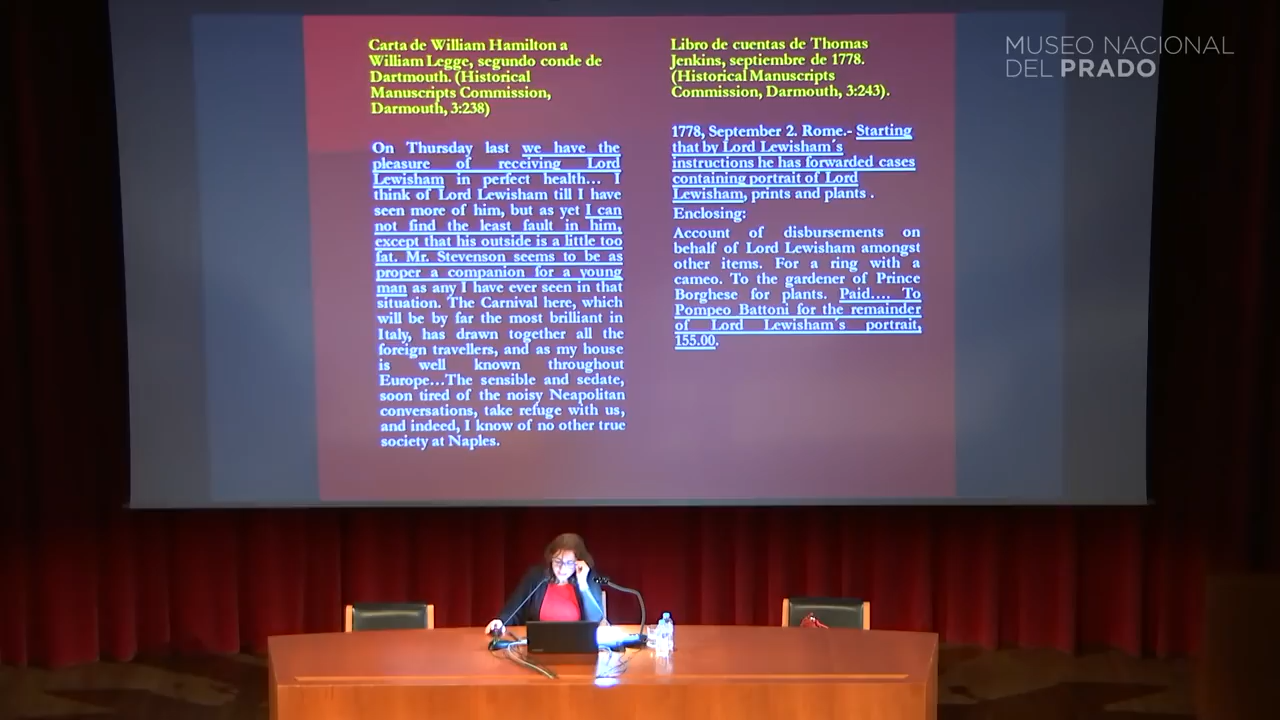 MUSEO NACIONAL
DEL PRADO
Carta de William Hamilton a
William Legge, segundo conde de
Dartmouth. (Historical
Manuscripts Commission,
Darmouth, 3:238)
On Thursday last we have the
pleasure of receiving Lord
Lewisham in perfect health... I
think of Lord Lewisham till I have
seen more of him, but as yet I can
not find the least fault in him,
except that his outside is a little too
fat. Mr. Stevenson seems to be as
proper a companion for a young
man as any I have ever seen in that
situation. The Carnival here, which
will be by far the most brilliant in
Italy, has drawn together all the
foreign travellers, and as my house
is well known throughout
Europe...The sensible and sedate,
soon tired of the noisy Neapolitan
conversations, take refuge with us,
and indeed, I know of no other true
society at Naples.
Libro de cuentas de Thomas
Jenkins, septiembre de 1778.
(Historical Manuscripts
Commission, Darmouth, 3:243).
1778, September 2. Rome.- Starting
that by Lord Lewisham´s
instructions he has forwarded cases
containing portrait of Lord
Lewisham, prints and plants .
Enclosing:
Account of disbursements on
behalf of Lord Lewisham amongst
other items. For a ring with a
cameo. To the gardener of Prince
Borghese for plants. Paid.... To
Pompeo Battoni for the remainder
of Lord Lewisham´s portrait,
155.00.